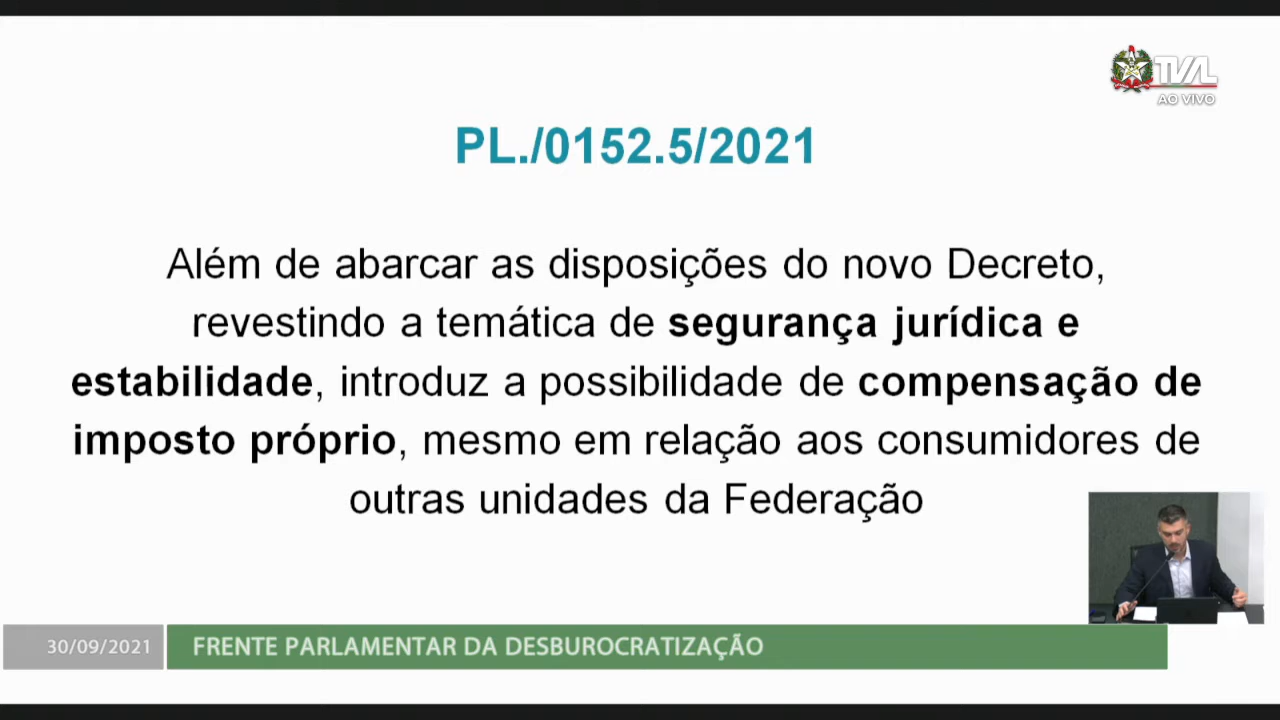 TVAL
AO VIVO
PL./0152.5/2021
Além de abarcar as disposições do novo Decreto,
revestindo a temática de segurança jurídica e
estabilidade, introduz a possibilidade de compensação de
imposto próprio, mesmo em relação aos consumidores de
outras unidades da Federação
30/09/2021 FRENTE PARLAMENTAR DA DESBUROCRATIZAÇÃO